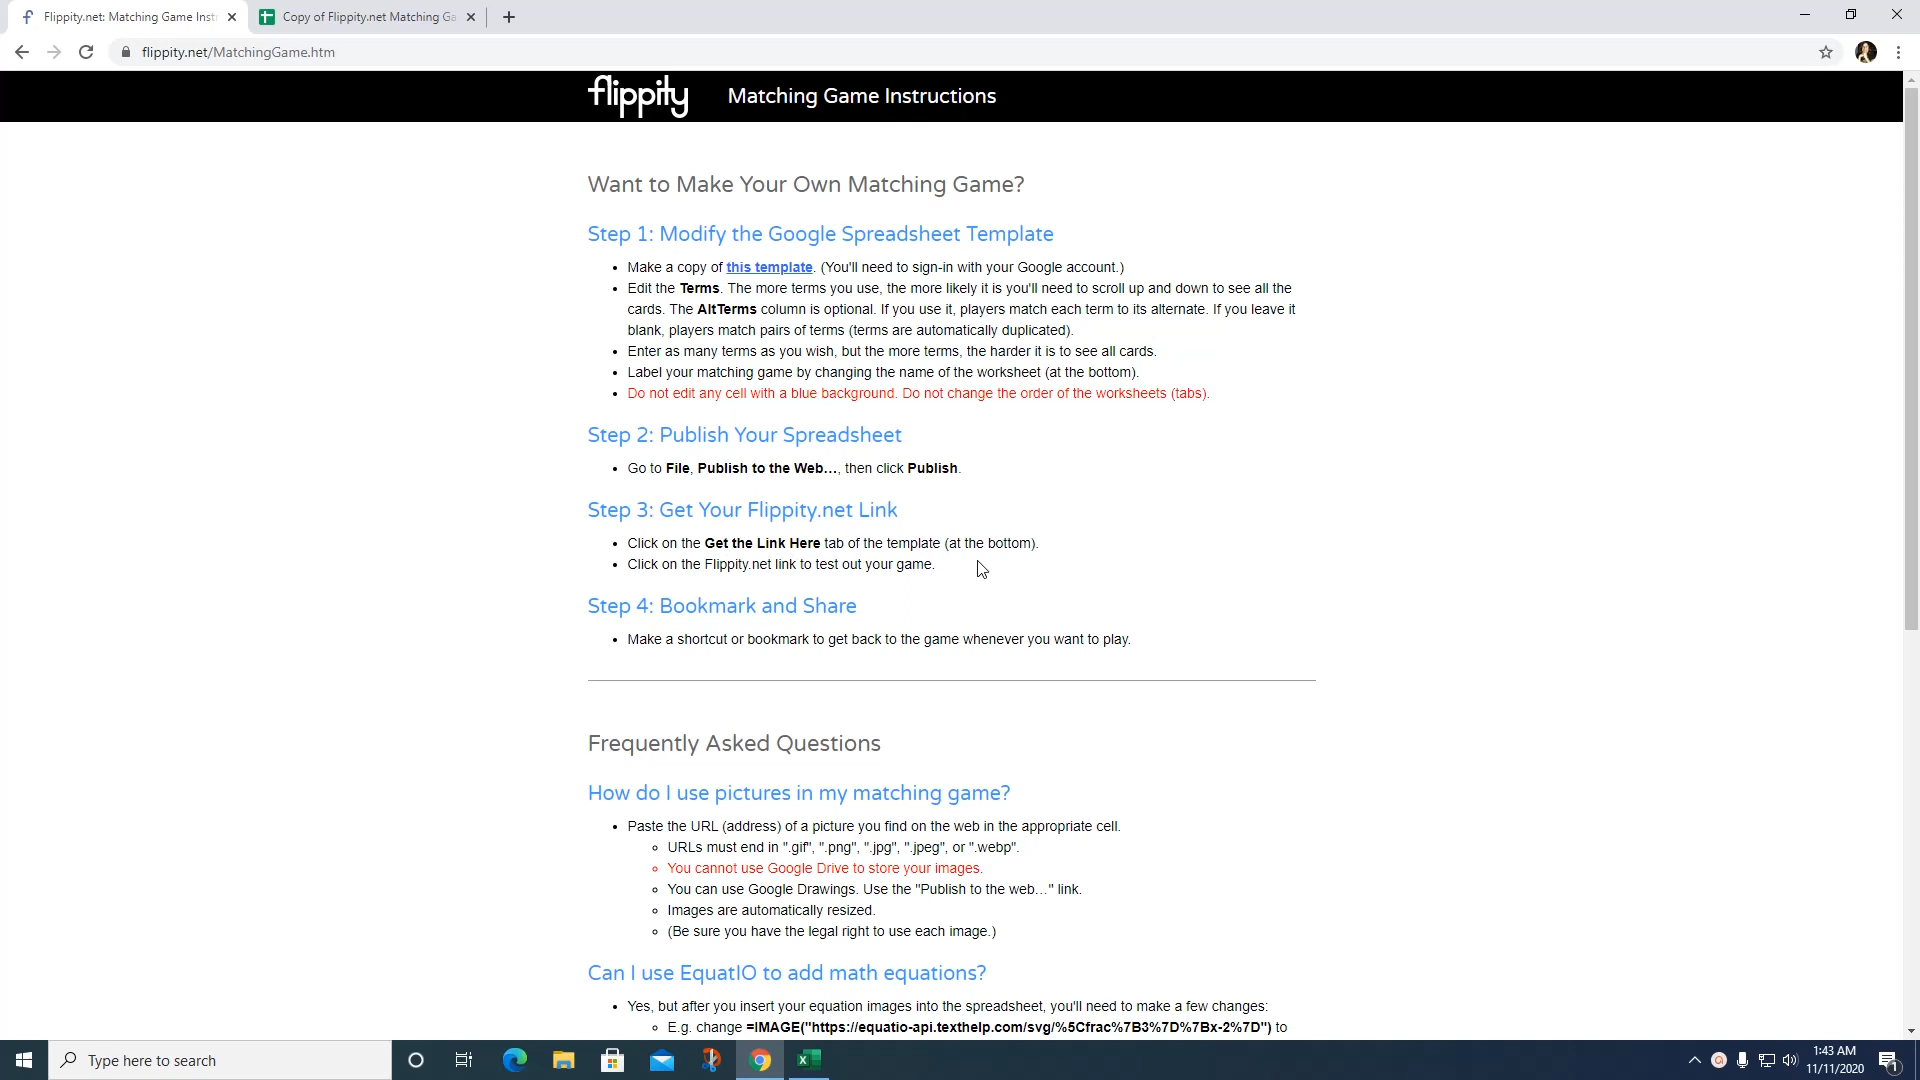 Flippity.net: Matching Game Inst
Copy of Flippity.net Matching Ga
flippity.net/MatchingGame.htm
flippity Matching Game Instructions
Want to Make Your Own Matching Game?
Step 1: Modify the Google Spreadsheet Template
Make a copy of this template. (You'll need to sign-in with your Google account.)
Edit the Terms. The more terms you use, the more likely it is you'll need to scroll up and down to see all the
cards. The AltTerms column is optional. If you use it, players match each term to its alternate. If you leave it
blank, players match pairs of terms (terms are automatically duplicated).
Enter as many terms as you wish, but the more terms, the harder it is to see all cards.
Label your matching game by changing the name of the worksheet (at the bottom).
Do not edit any cell with a blue background. Do not change the order of the worksheets (tabs).
Step 2: Publish Your Spreadsheet
Go to File, Publish to the Web..., then click Publish.
Step 3: Get Your Flippity.net Link
Click on the Get the Link Here tab of the template (at the bottom).
Click on the Flippity.net link to test out your game.
Step 4: Bookmark and Share
Make a shortcut or bookmark to get back to the game whenever you want to play.
Frequently Asked Questions
How do I use pictures in my matching game?
Paste the URL (address) of a picture you find on the web in the appropriate cell.
URLs must end in ".gif", ".png", ".jpg", ".jpeg", or ".webp".
You cannot use Google Drive to store your images.
You can use Google Drawings. Use the "Publish to the web..." link.
Images are automatically resized.
(Be sure you have the legal right to use each image.)
Can I use EquatIO to add math equations?
Yes, but after you insert your equation images into the spreadsheet, you'll need to make a few changes:
E.g. change =IMAGE("https://equatio-api.texthelp.com/svg/%5Cfrac%7B3%7D%7Bx-2%7D") to
Type here to search
1:43 AM
11/11/2020
1